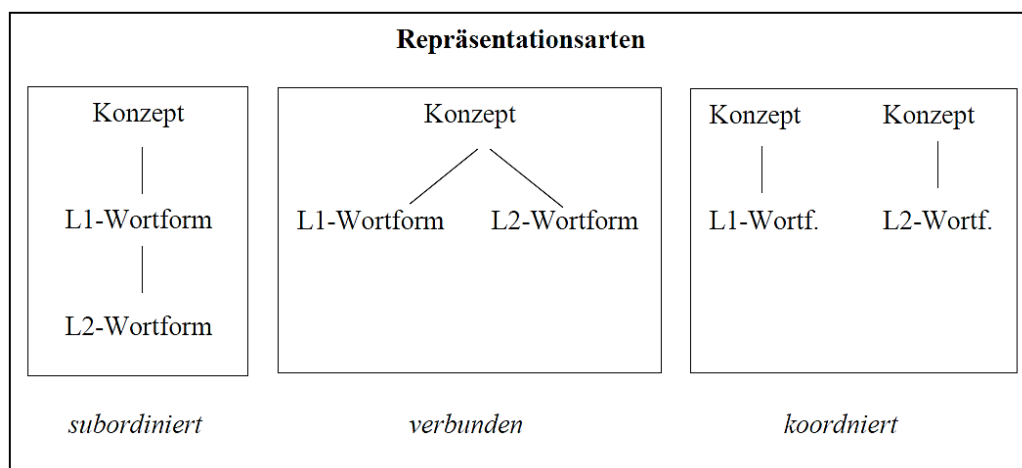 Repräsentationsarten
Konzept
L1-Wortform
L2-Wortform
subordiniert
Konzept
L1-Wortform L2-Wortform
verbunden
Konzept Konzept
L1-Wortf. L2-Wortf.
koordniert